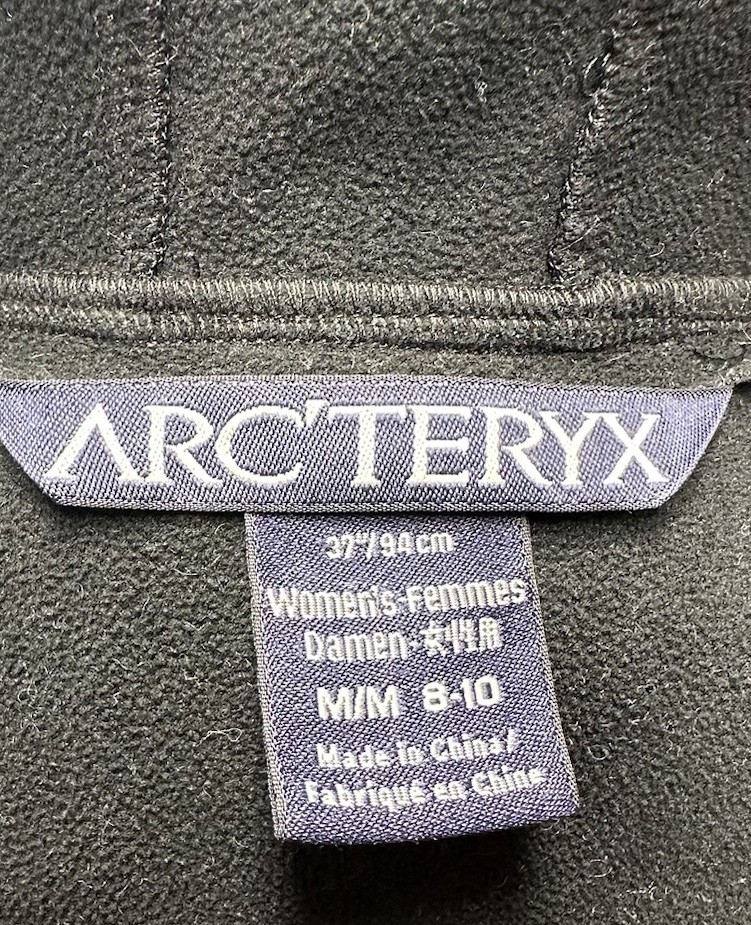 ARC'TERYX
37"/94cm
Women's-Femmes
Damen-女性用
M/M 8-10
Made in China/
Fabriqué en Chine